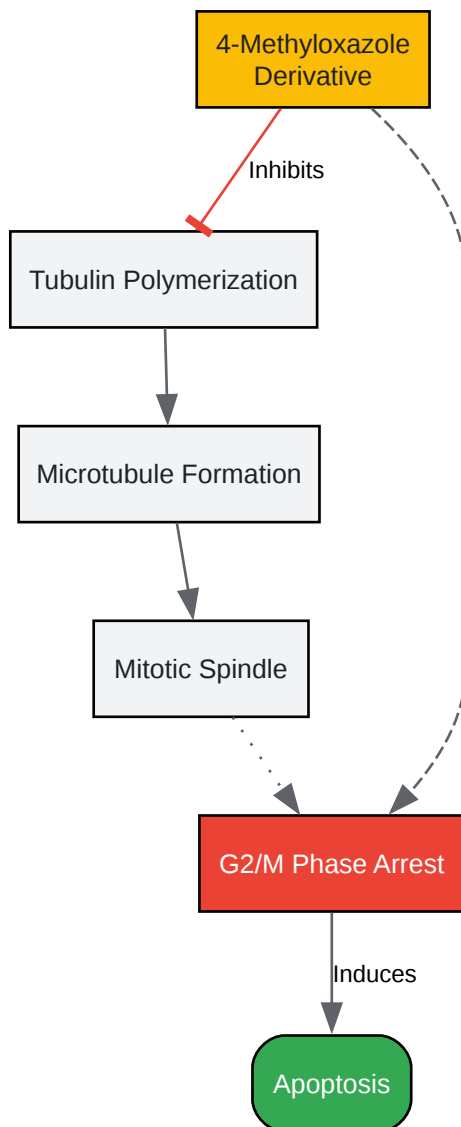 4-Methyloxazole
Derivative
Inhibits
Tubulin Polymerization
Microtubule Formation
Mitotic Spindle
G2/M Phase Arrest
Induces
Apoptosis